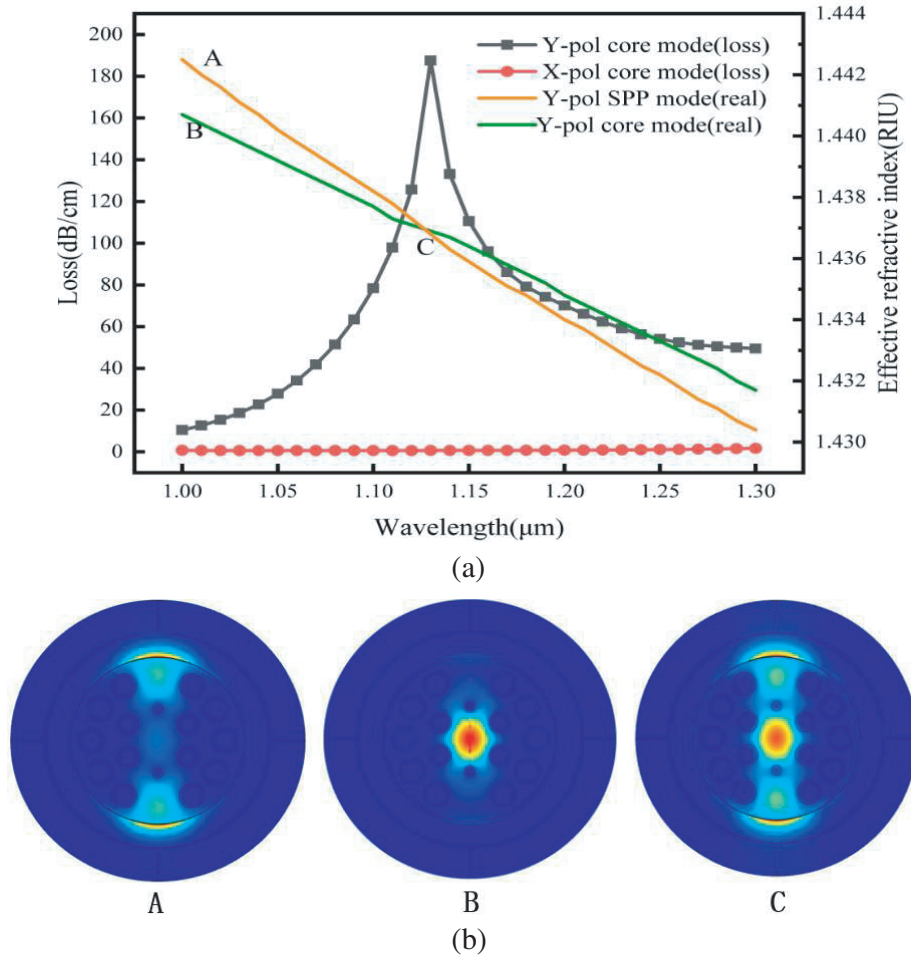 200
180
160
140
120
100
80
60
40
20
0
Loss(dB/cm)
1.444
1.442
1.440
1.438
1.436
1.434
1.432
1.430
Effective refractive index(RIU)
Y-pol core mode(loss)
X-pol core mode(loss)
Y-pol SPP mode(real)
Y-pol core mode(real)
A
B
C
1.00 1.05 1.10 1.15 1.20 1.25 1.30
Wavelength(μm)
(a)
A B C
(b)